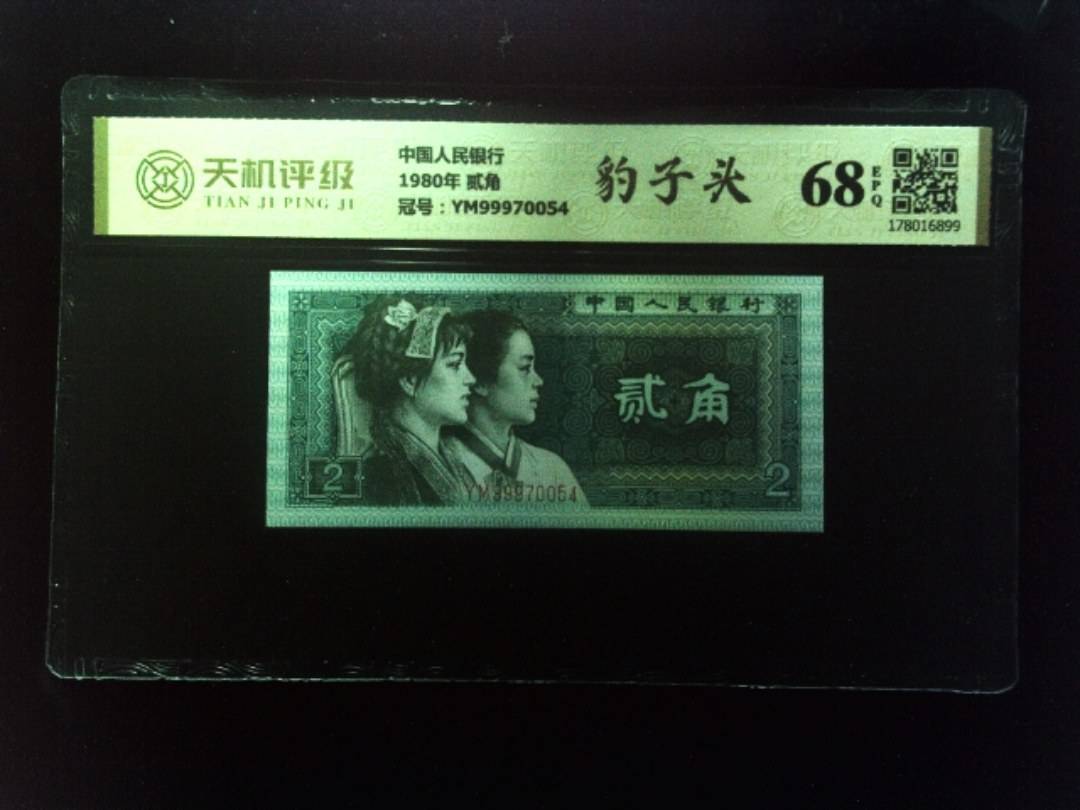 天机评级
TIAN JI PING JI
中国人民银行
1980年 贰角
冠号：YM99970054
豹子头
68
EPQ
178016899
中国人民银行
贰角
2
2
YM99970054